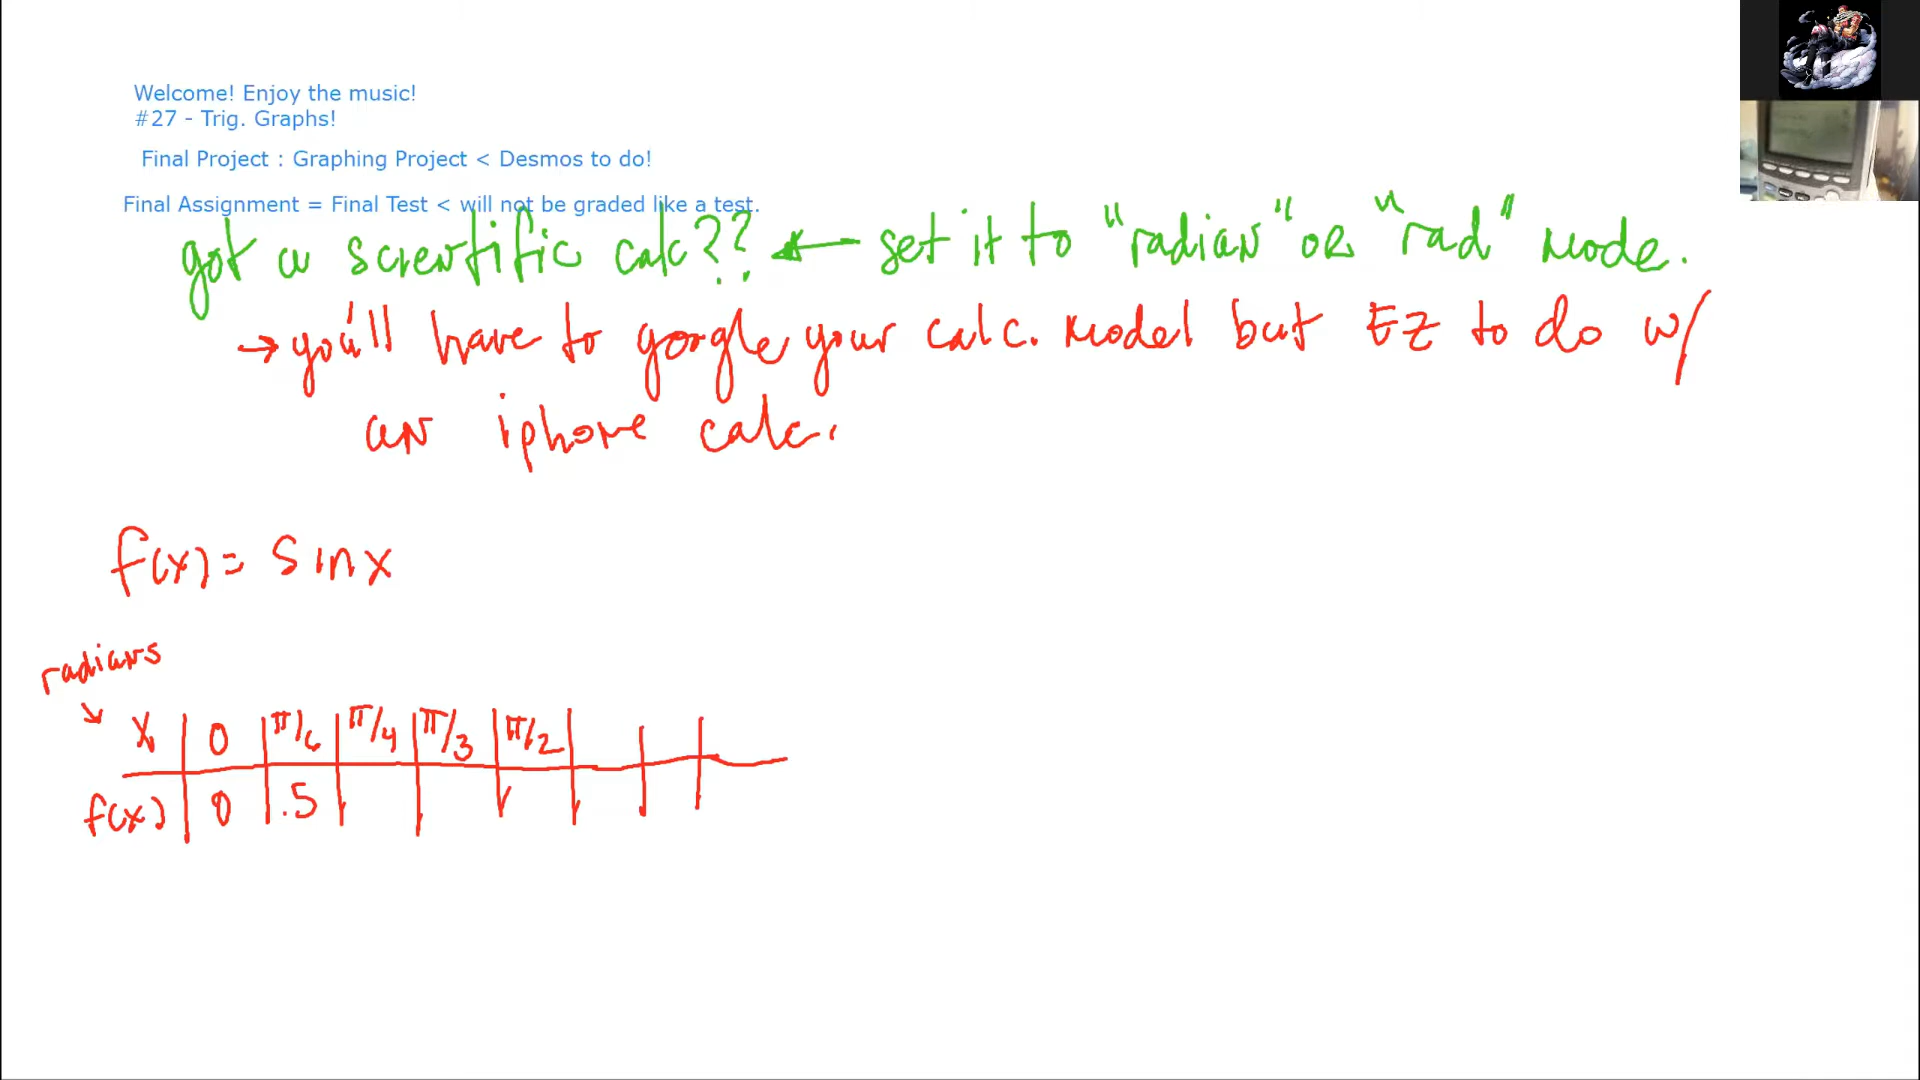 Welcome! Enjoy the music!
#27 - Trig. Graphs!
Final Project : Graphing Project < Desmos to do!
Final Assignment = Final Test < will not be graded like a test.
got a scientific calc?? ← set it to "radian" or "rad" mode.
→ you'll have to google your calc. model but EZ to do w/
an iphone calc.
f(x) = sin x
radians
↘ x | 0 | π/6 | π/4 | π/3 | π/2
f(x) | 0 | .5